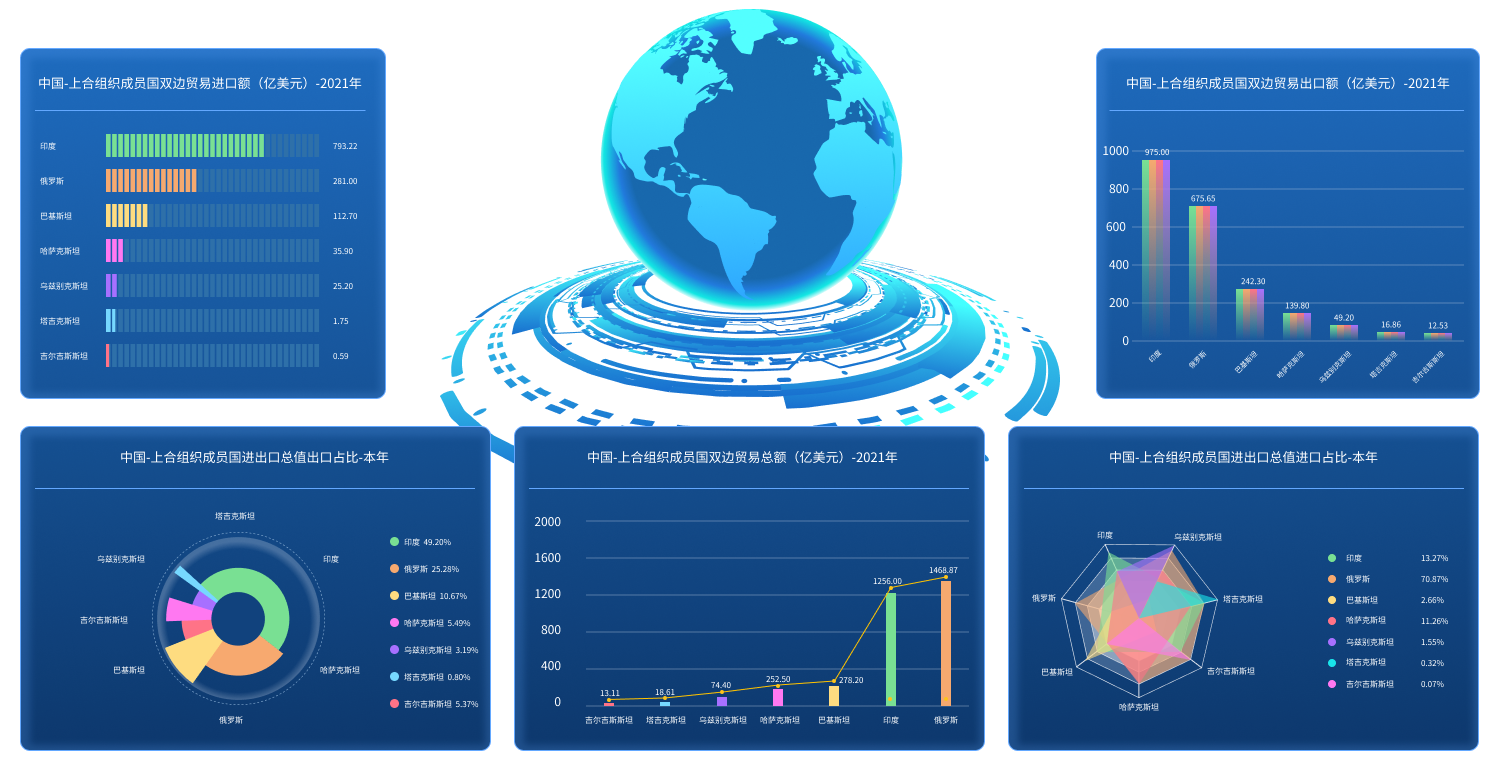 中国-上合组织成员国双边贸易进口额（亿美元）-2021年
印度 793.22
俄罗斯 281.00
巴基斯坦 112.70
哈萨克斯坦 35.90
乌兹别克斯坦 25.20
塔吉克斯坦 1.75
吉尔吉斯斯坦 0.59
中国-上合组织成员国双边贸易出口额（亿美元）-2021年
1000
800
600
400
200
0
975.00
675.65
242.30
139.80
49.20
16.86
12.53
印度
俄罗斯
巴基斯坦
哈萨克斯坦
乌兹别克斯坦
塔吉克斯坦
吉尔吉斯坦
中国-上合组织成员国进出口总值出口占比-本年
塔吉克斯坦
乌兹别克斯坦
印度
吉尔吉斯斯坦
巴基斯坦
哈萨克斯坦
俄罗斯
印度 49.20%
俄罗斯 25.28%
巴基斯坦 10.67%
哈萨克斯坦 5.49%
乌兹别克斯坦 3.19%
塔吉克斯坦 0.80%
吉尔吉斯斯坦 5.37%
中国-上合组织成员国双边贸易总额（亿美元）-2021年
2000
1600
1200
800
400
0
13.11
18.61
74.40
252.50
278.20
1256.00
1468.87
吉尔吉斯斯坦 塔吉克斯坦 乌兹别克斯坦 哈萨克斯坦 巴基斯坦 印度 俄罗斯
中国-上合组织成员国进出口总值进口占比-本年
印度
乌兹别克斯坦
俄罗斯
塔吉克斯坦
巴基斯坦
吉尔吉斯斯坦
哈萨克斯坦
印度 13.27%
俄罗斯 70.87%
巴基斯坦 2.66%
哈萨克斯坦 11.26%
乌兹别克斯坦 1.55%
塔吉克斯坦 0.32%
吉尔吉斯斯坦 0.07%